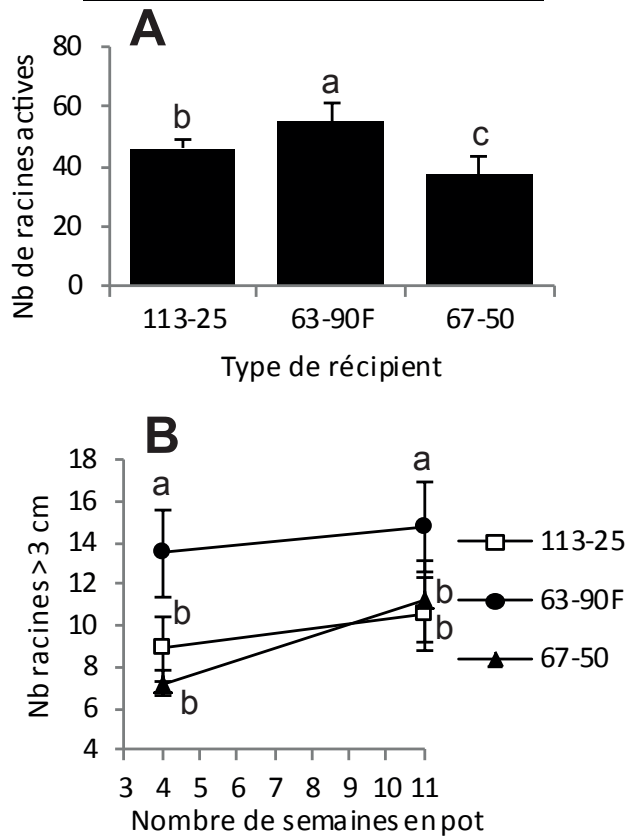 A
80
60
40
20
0
Nb de racines actives
b
a
c
113-25 63-90F 67-50
Type de récipient
B
18
16
14
12
10
8
6
4
Nb racines > 3 cm
a
a
b
b
b
b
113-25
63-90F
67-50
3 4 5 6 7 8 9 10 11
Nombre de semaines en pot